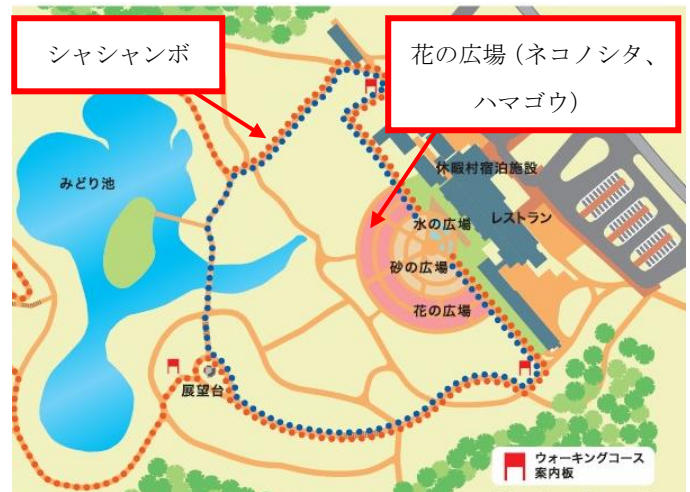 シャシャンボ
花の広場（ネコノシタ、
ハマゴウ）
みどり池
休暇村宿泊施設
水の広場
レストラン
砂の広場
花の広場
展望台
ウォーキングコース
案内板